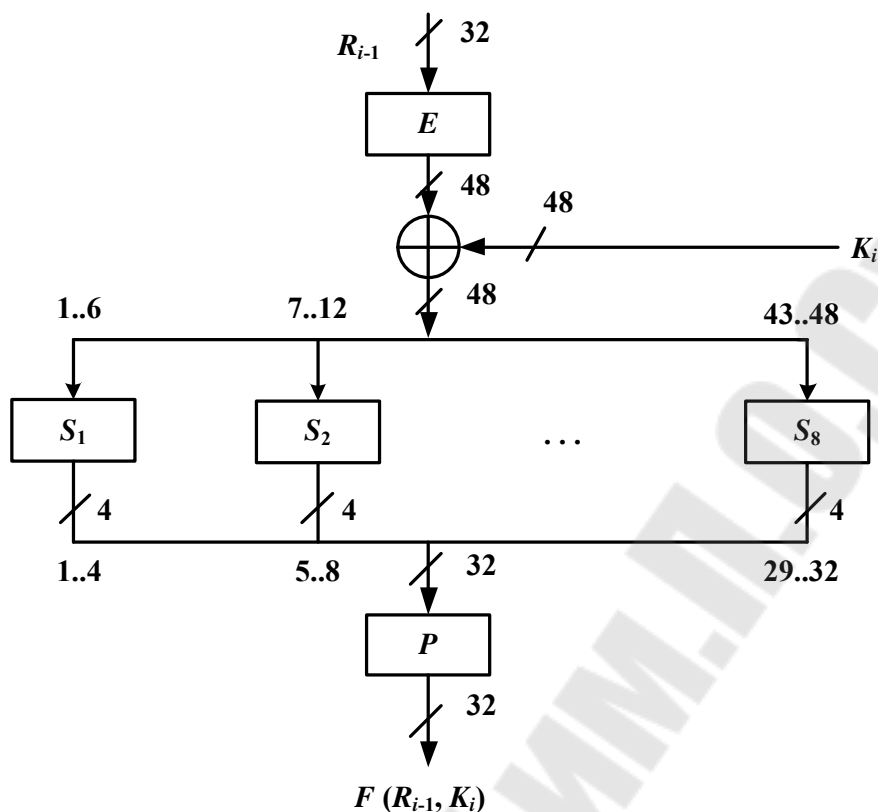 32
R_{i-1}
E
48
48
K_i
48
1..6 7..12 43..48
S_1 S_2 ... S_8
4 4 4
1..4 5..8 32 29..32
P
32
F (R_{i-1}, K_i)